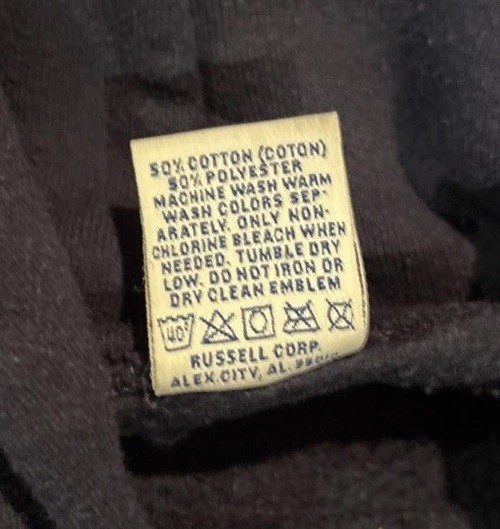 50% COTTON (COTON)
50% POLYESTER
MACHINE WASH WARM
WASH COLORS SEP-
ARATELY. ONLY NON-
CHLORINE BLEACH WHEN
NEEDED. TUMBLE DRY
LOW. DO NOT IRON OR
DRY CLEAN EMBLEM
40°
RUSSELL CORP.
ALEX.CITY, AL.